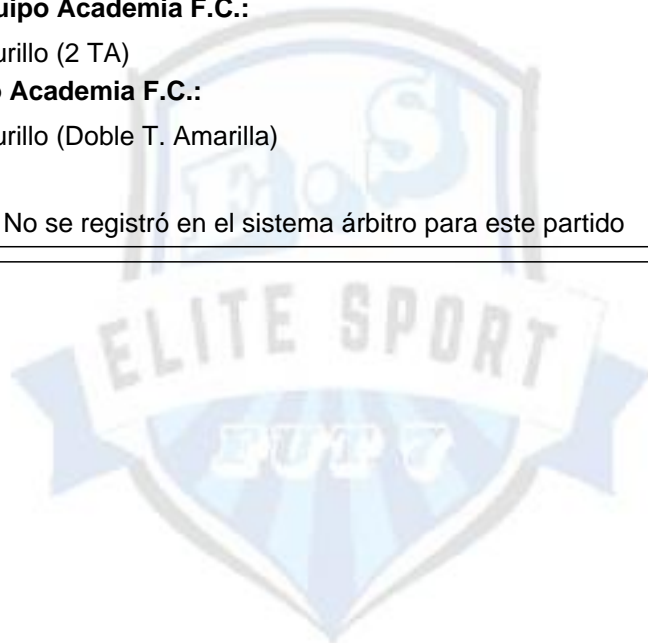 uipo Academia F.C.:
urillo (2 TA)
o Academia F.C.:
urillo (Doble T. Amarilla)
No se registró en el sistema árbitro para este partido
E.S
ELITE SPORT
FUT 7